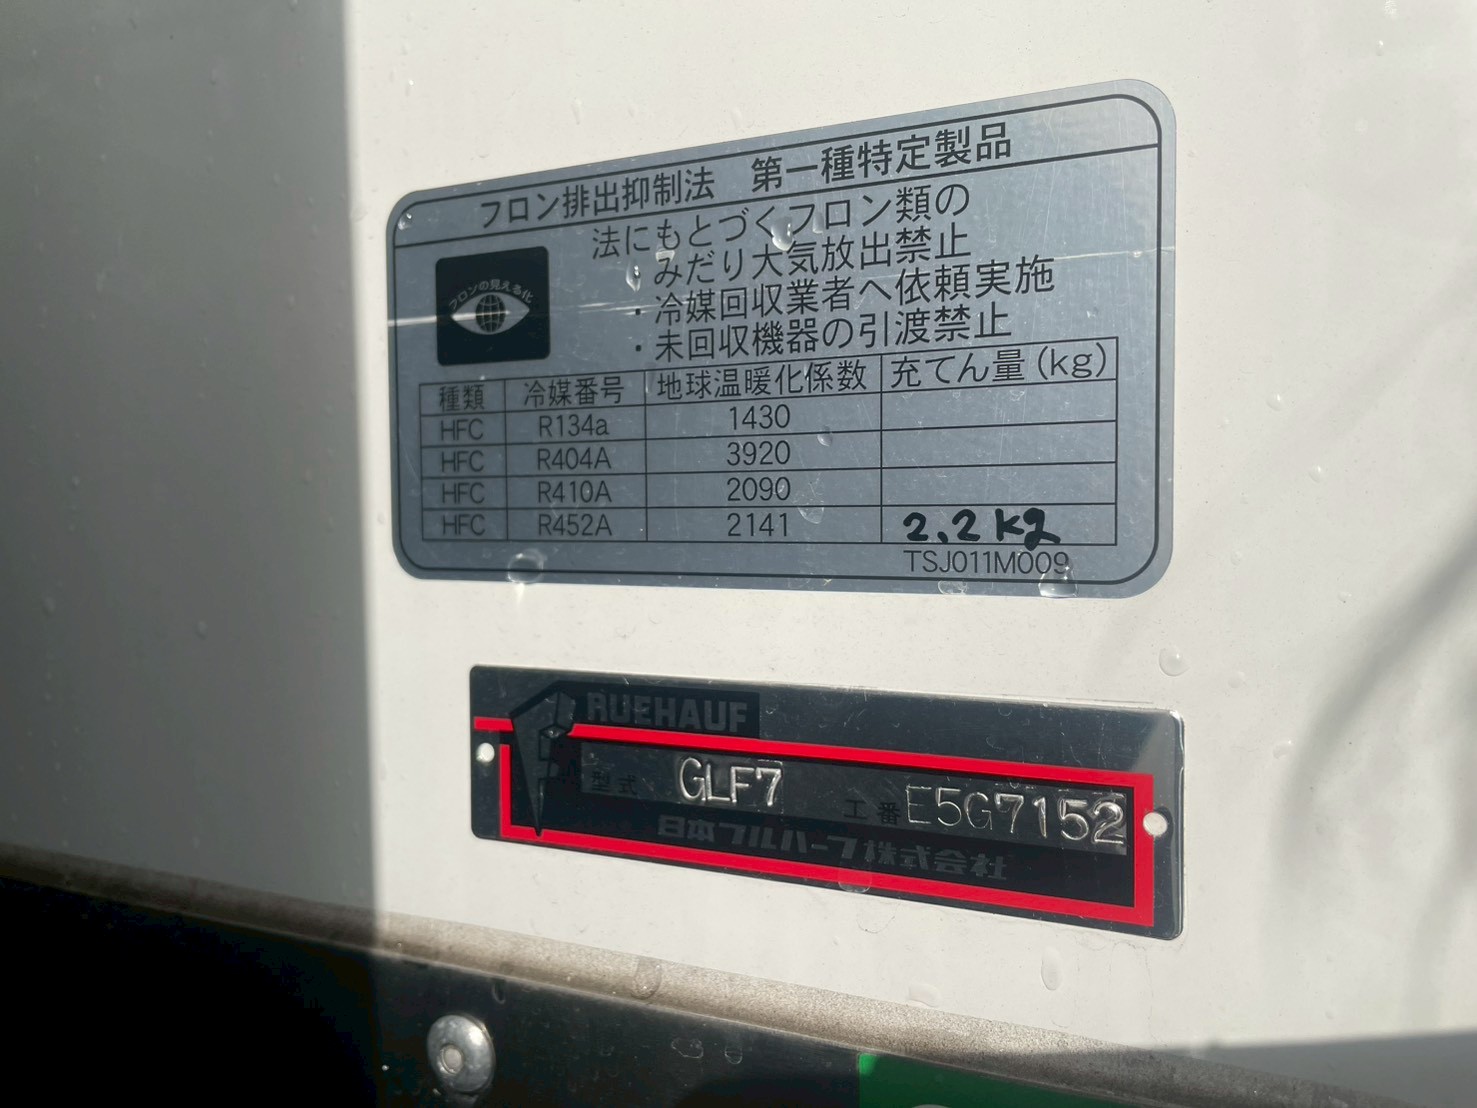 フロン排出抑制法 第一種特定製品
法にもとづくフロン類の
・みだり大気放出禁止
・冷媒回収業者へ依頼実施
・未回収機器の引渡禁止
フロンの見える化
種類 冷媒番号 地球温暖化係数 充てん量(kg)
HFC R134a 1430
HFC R404A 3920
HFC R410A 2090
HFC R452A 2141 2.2kg
TSJ011M009
RUEHAUF
型式 GLF7 工番 E5G7152
日本フルハーフ株式会社